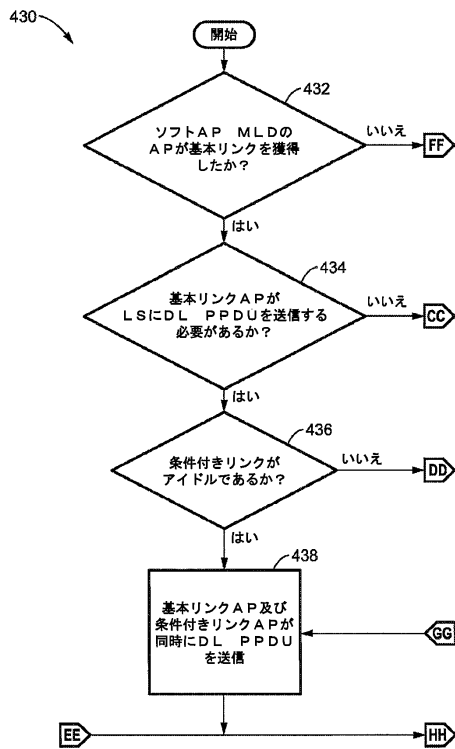 430
開始
432
ソフトAP MLDの
APが基本リンクを獲得
したか?
いいえ
FF
はい
434
基本リンクAPが
LSにDL PPDUを送信する
必要があるか?
いいえ
CC
はい
436
条件付きリンクが
アイドルであるか?
いいえ
DD
はい
438
基本リンクAP及び
条件付きリンクAPが
同時にDL PPDU
を送信
GG
EE
HH